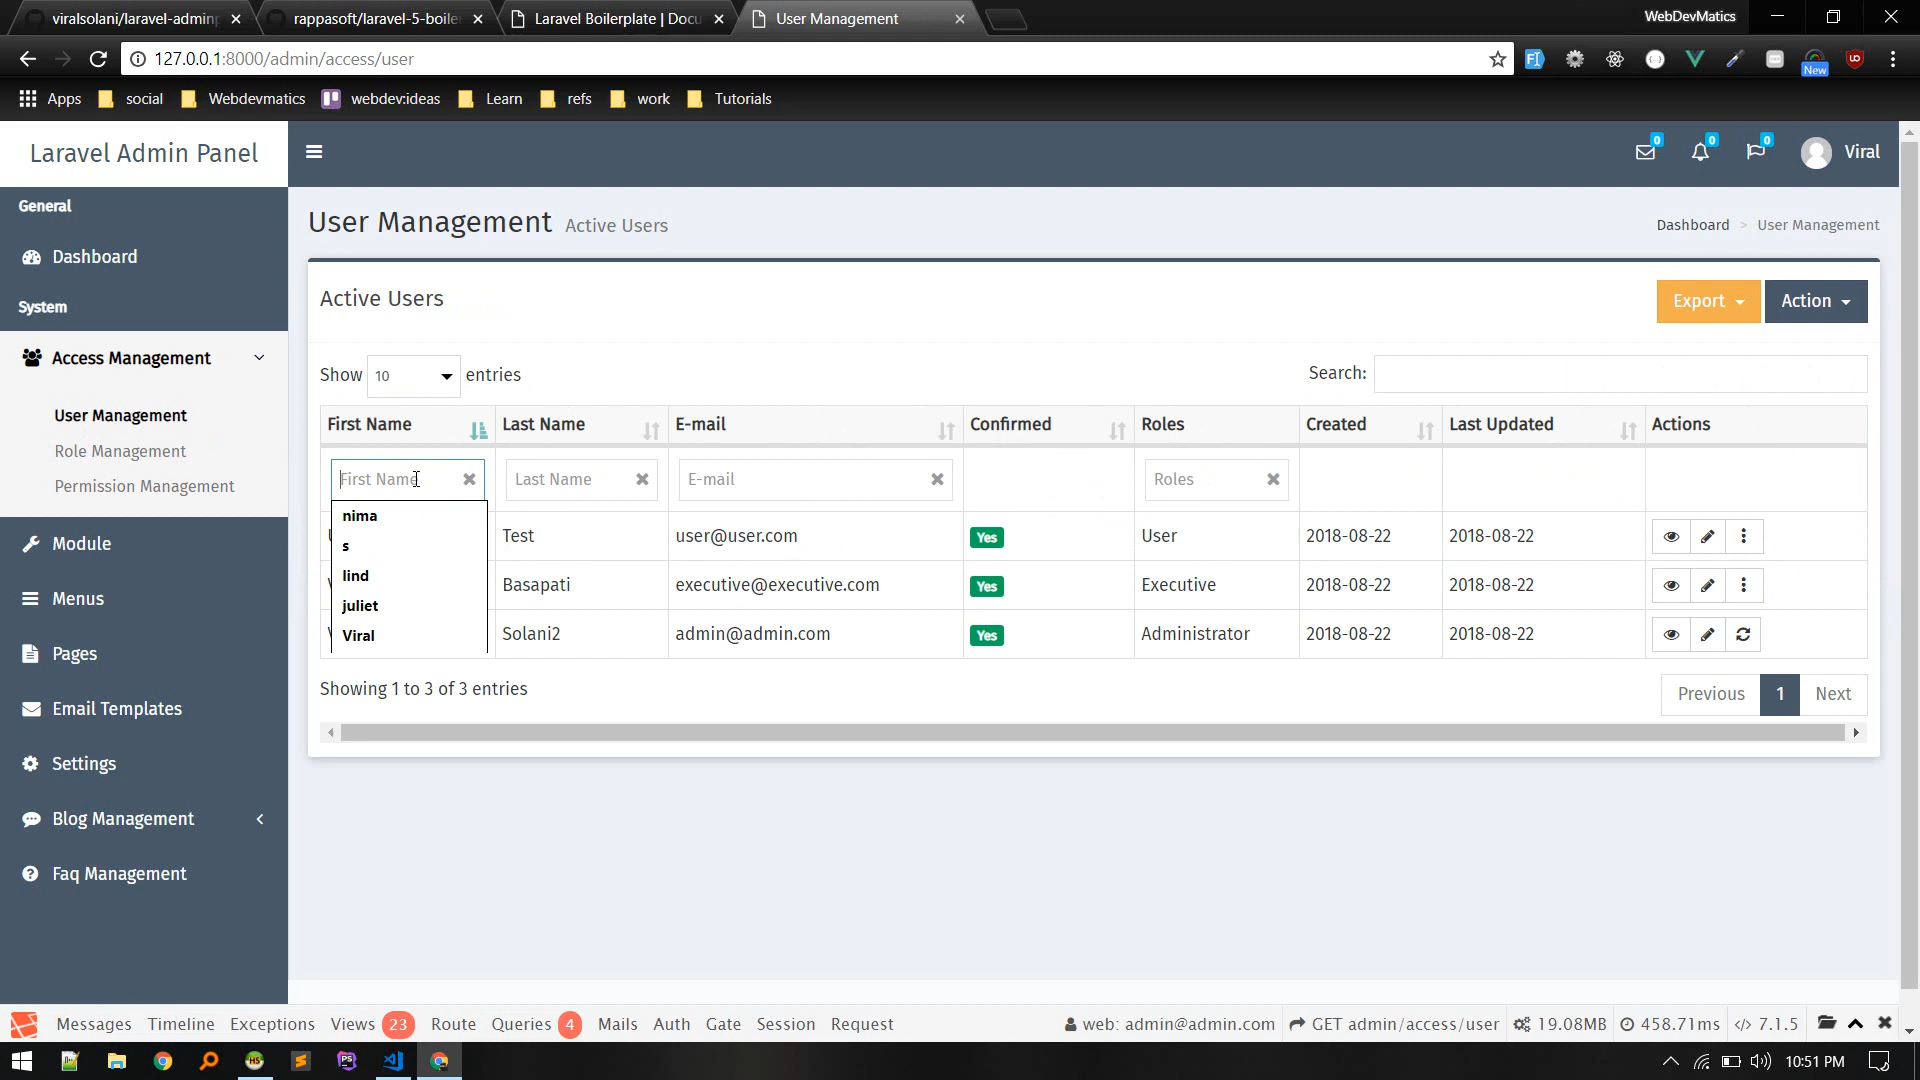 viralsolani/laravel-adminp
rappasoft/laravel-5-boile
Laravel Boilerplate | Docu
User Management
WebDevMatics
127.0.0.1:8000/admin/access/user
New
Apps
social
Webdevmatics
webdev:ideas
Learn
refs
work
Tutorials
Laravel Admin Panel
0
0
0
Viral
General
Dashboard
System
Access Management
User Management
Role Management
Permission Management
Module
Menus
Pages
Email Templates
Settings
Blog Management
Faq Management
User Management Active Users
Dashboard > User Management
Active Users
Export
Action
Show 10 entries
Search:
First Name Last Name E-mail Confirmed Roles Created Last Updated Actions
First Name Last Name E-mail Roles
nima
s
lind
juliet
Viral
Test user@user.com Yes User 2018-08-22 2018-08-22
Basapati executive@executive.com Yes Executive 2018-08-22 2018-08-22
Solani2 admin@admin.com Yes Administrator 2018-08-22 2018-08-22
Showing 1 to 3 of 3 entries
Previous 1 Next
Messages Timeline Exceptions Views 23 Route Queries 4 Mails Auth Gate Session Request
web: admin@admin.com GET admin/access/user 19.08MB 458.71ms 7.1.5
10:51 PM